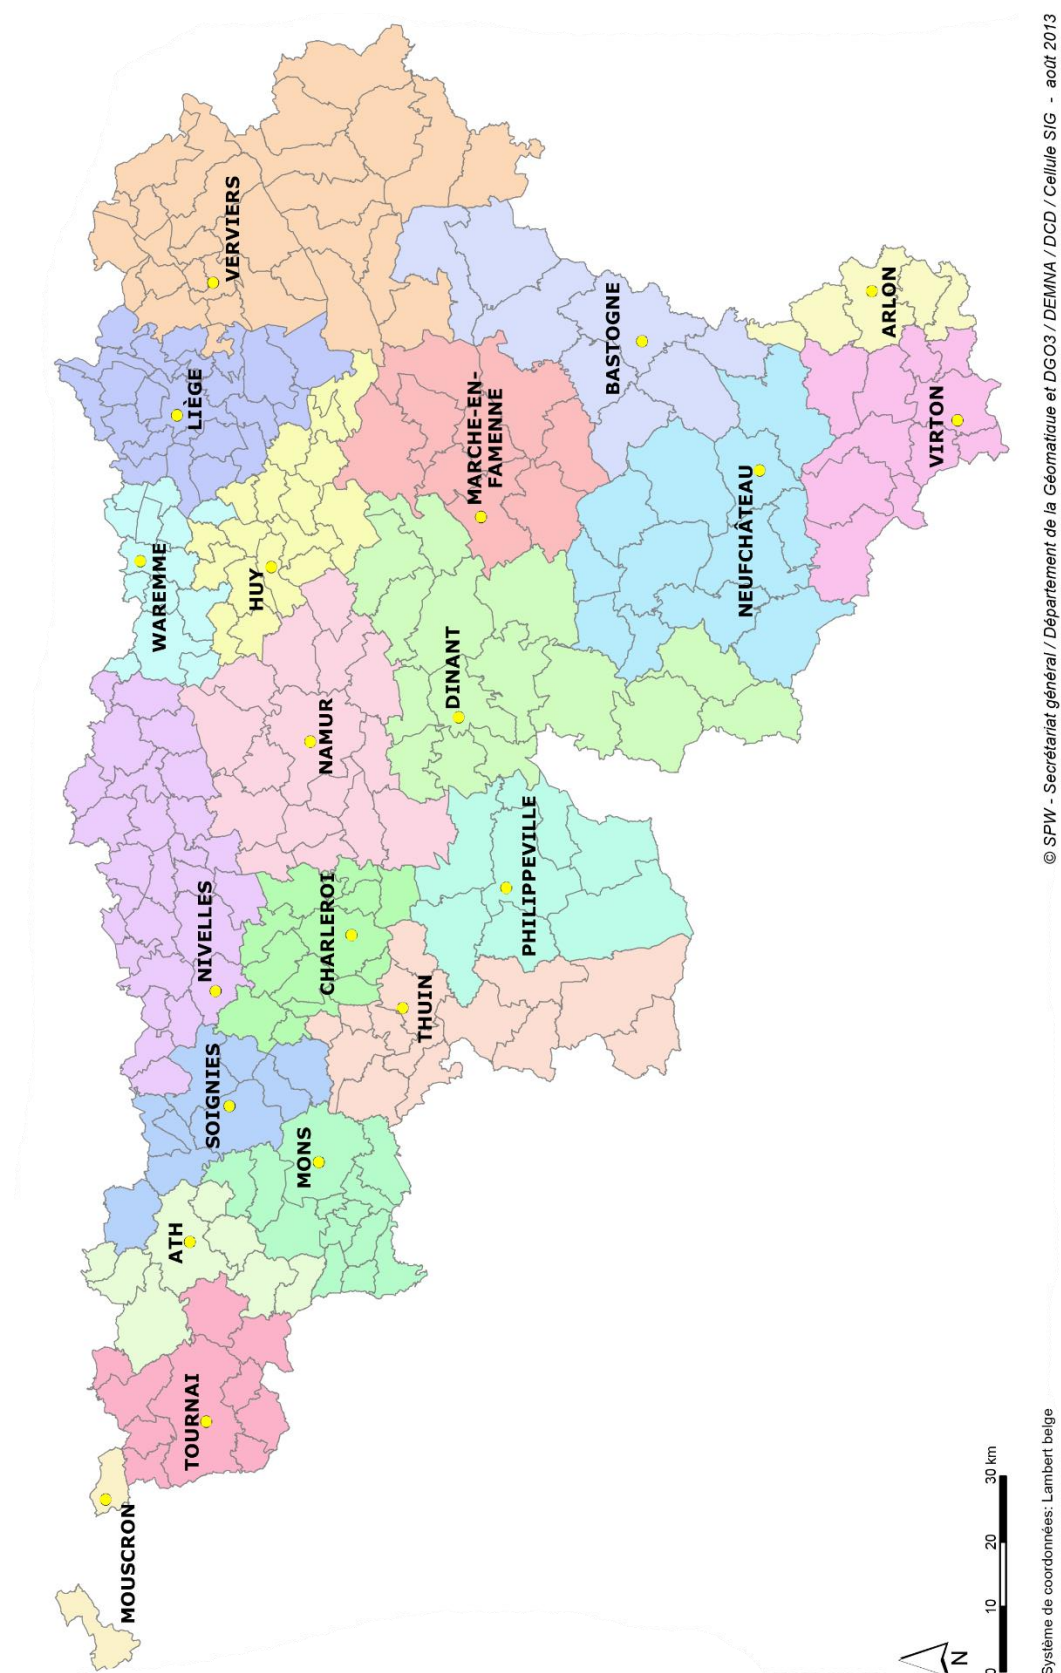 MOUSCRON
TOURNAI
ATH
MONS
SOIGNIES
NIVELLES
CHARLEROI
THUIN
PHILIPPEVILLE
NAMUR
DINANT
WAREMME
HUY
LIÈGE
VERVIERS
MARCHE-EN-
FAMENNE
BASTOGNE
NEUFCHÂTEAU
VIRTON
ARLON
N
10 20 30 km
Système de coordonnées: Lambert belge
© SPW - Secrétariat général / Département de la Géomatique et DGO3 / DEMNA / DCD / Cellule SIG - août 2013